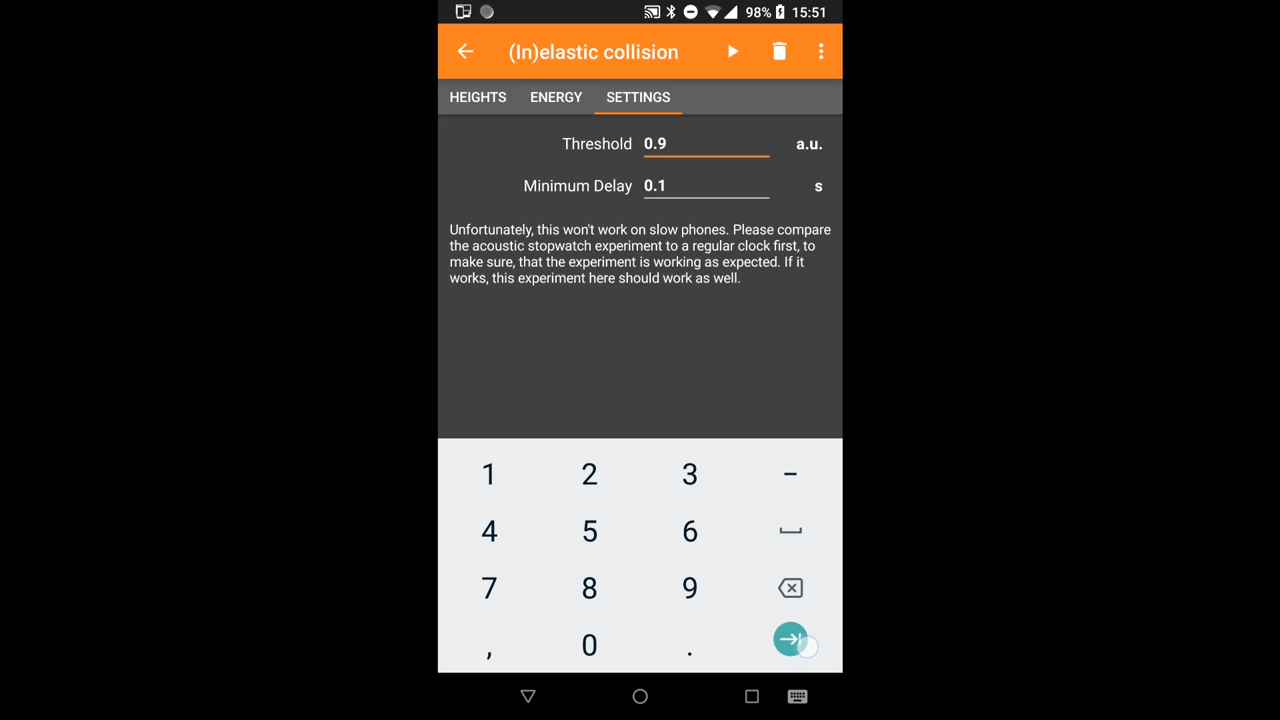 98% 15:51
(In)elastic collision
HEIGHTS ENERGY SETTINGS
Threshold 0.9 a.u.
Minimum Delay 0.1 s
Unfortunately, this won't work on slow phones. Please compare
the acoustic stopwatch experiment to a regular clock first, to
make sure, that the experiment is working as expected. If it
works, this experiment here should work as well.
1 2 3 −
4 5 6
7 8 9
, 0 .